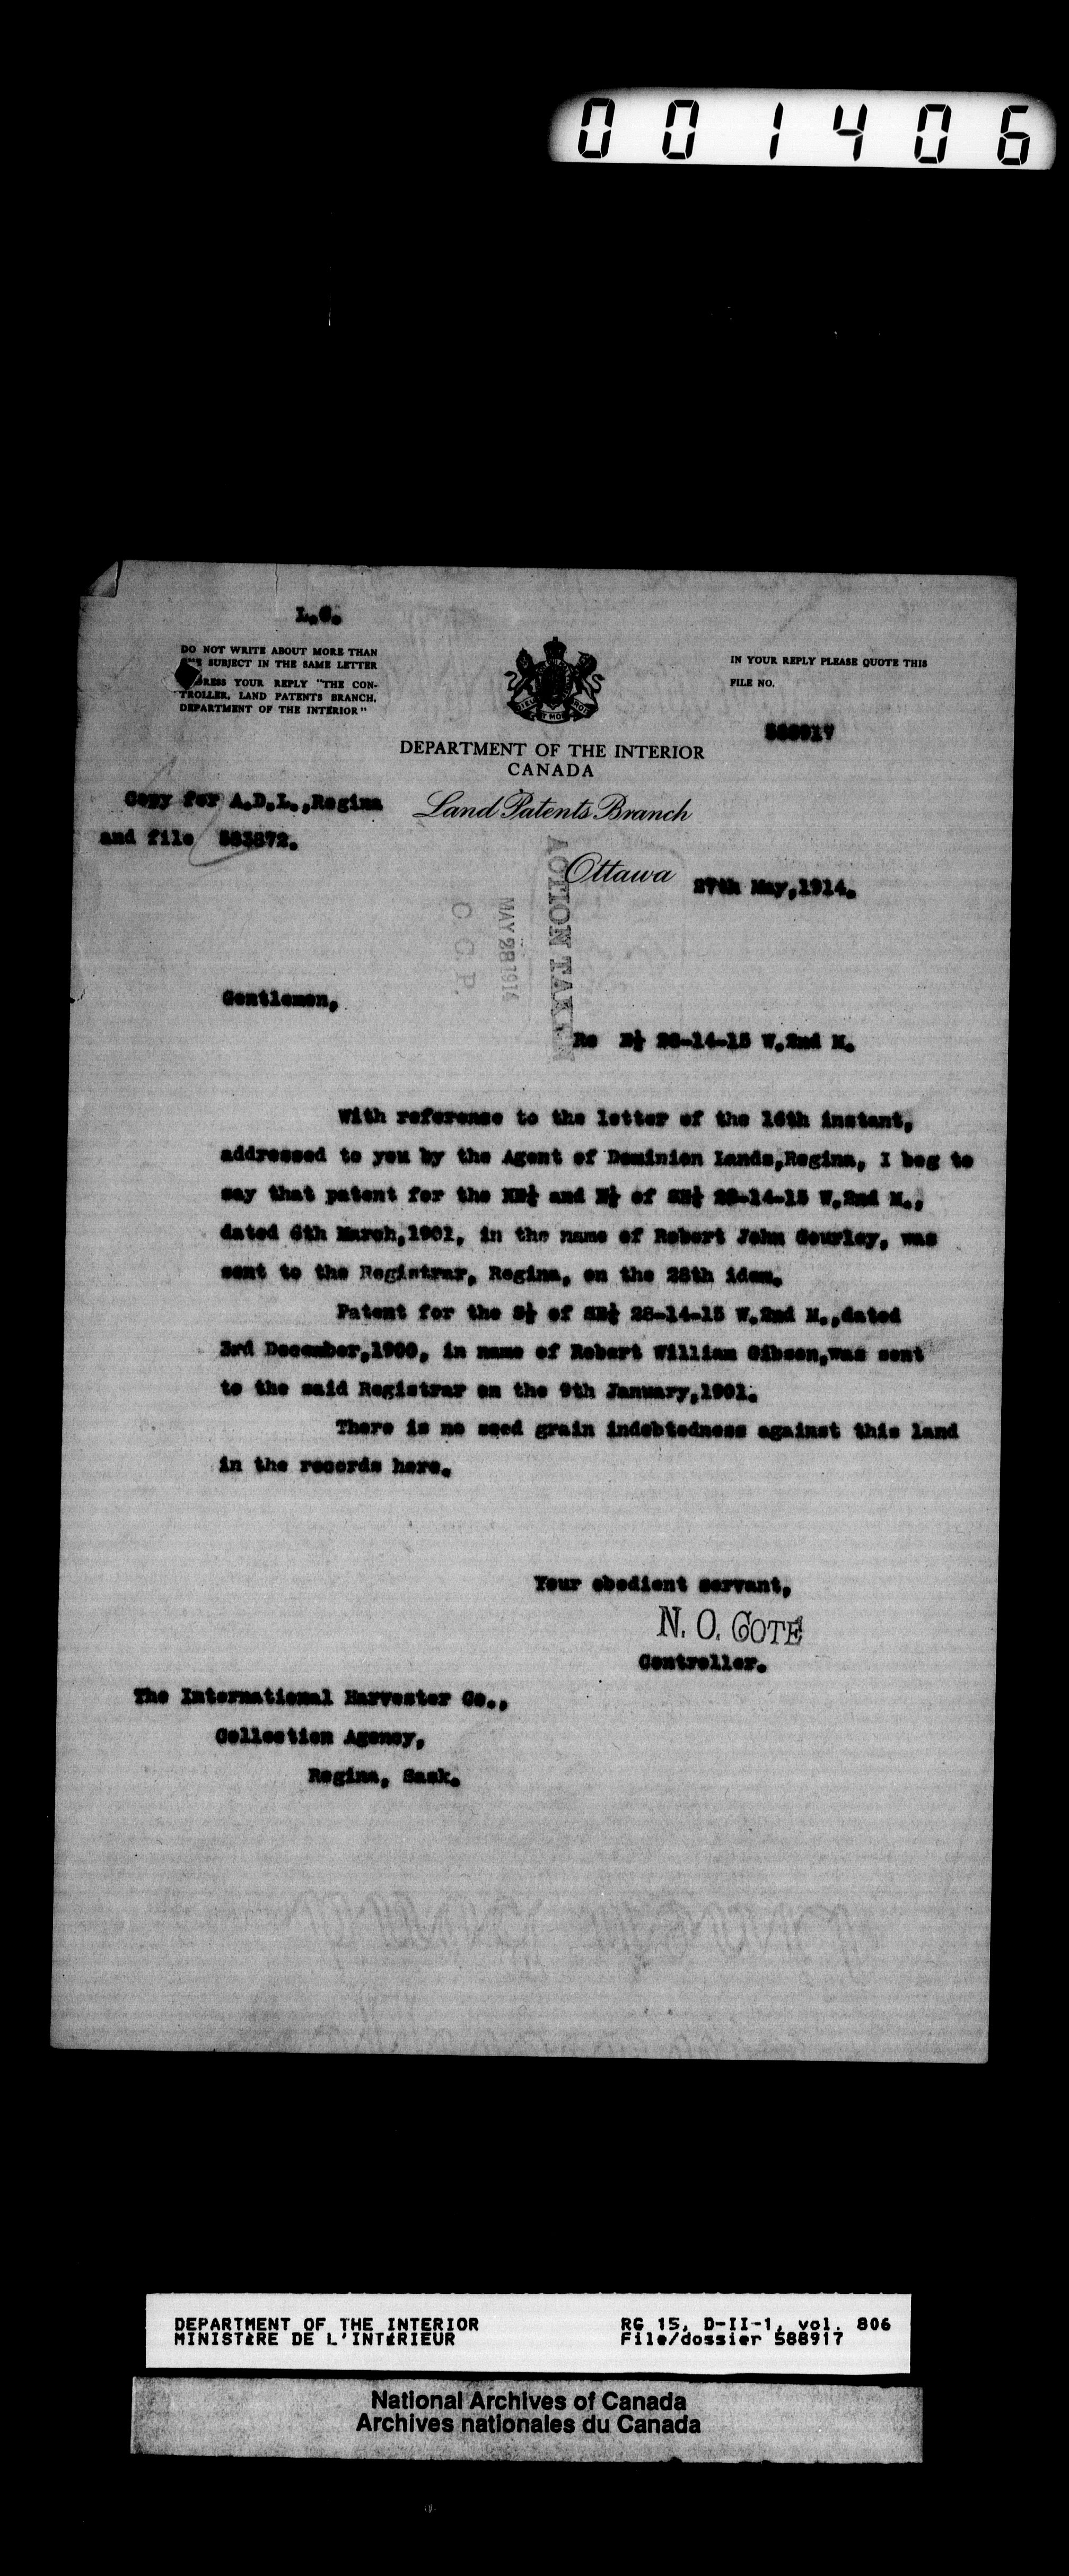 001406
L.C.
DO NOT WRITE ABOUT MORE THAN
SUBJECT IN THE SAME LETTER
YOUR REPLY "THE CON-
TROLLER, LAND PATENTS BRANCH,
DEPARTMENT OF THE INTERIOR"
IN YOUR REPLY PLEASE QUOTE THIS
FILE NO.
588917
DEPARTMENT OF THE INTERIOR
CANADA
Land Patents Branch
Copy for A.D.L.,Regina
and file 583872.
Ottawa 27th May,1914.
ACTION TAKEN
MAY 28 1914
C. C. P.
Gentlemen,
Re E½ 28-14-15 W.2nd M.
With reference to the letter of the 16th instant,
addressed to you by the Agent of Dominion Lands,Regina, I beg to
say that patent for the NE¼ and N½ of SE¼ 28-14-15 W.2nd M.,
dated 6th March,1901, in the name of Robert John Gourley, was
sent to the Registrar, Regina, on the 28th idem.
Patent for the S½ of SE¼ 28-14-15 W.2nd M.,dated
3rd December,1900, in name of Robert William Gibson,was sent
to the said Registrar on the 9th January,1901.
There is no seed grain indebtedness against this land
in the records here.
Your obedient servant,
N. O. COTE
Controller.
The International Harvester Co.,
Collection Agency,
Regina, Sask.
DEPARTMENT OF THE INTERIOR
MINISTÈRE DE L'INTÉRIEUR
RG 15, D-II-1, vol. 806
File/dossier 588917
National Archives of Canada
Archives nationales du Canada